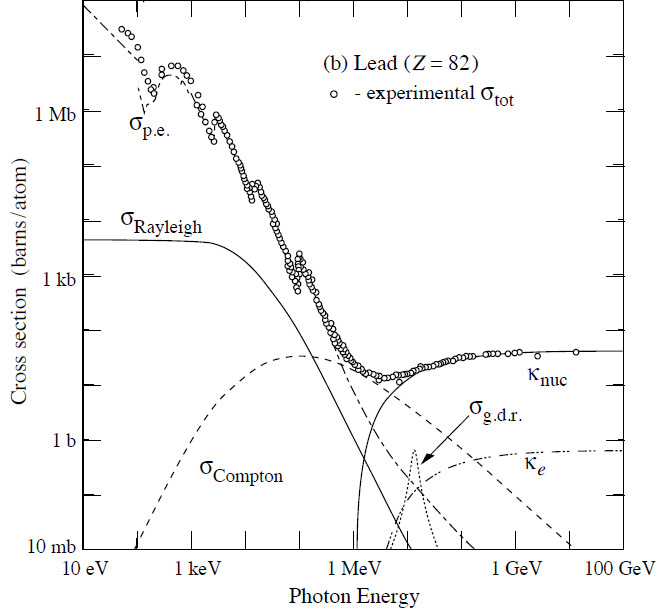 (b) Lead (Z = 82)
- experimental σtot
1 Mb
σp.e.
σRayleigh
Cross section (barns/atom)
1 kb
κnuc
σg.d.r.
1 b
σCompton
κe
10 mb
10 eV
1 keV
1 MeV
1 GeV
100 GeV
Photon Energy